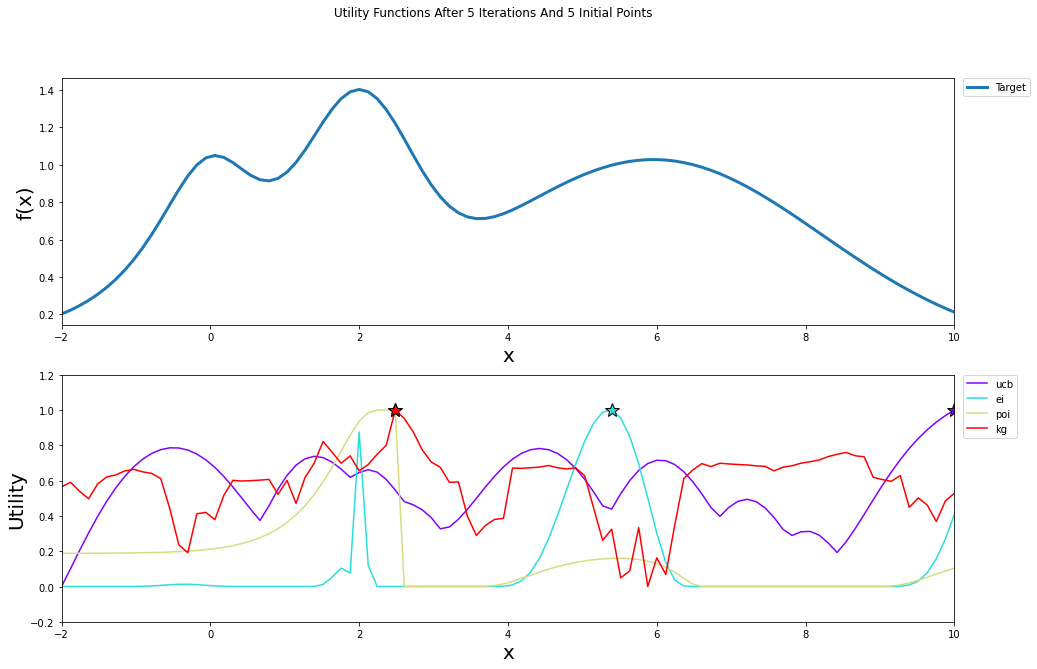 Utility Functions After 5 Iterations And 5 Initial Points
Target
f(x)
1.4
1.2
1.0
0.8
0.6
0.4
0.2
−2
0
2
4
6
8
10
x
ucb
ei
poi
kg
Utility
1.2
1.0
0.8
0.6
0.4
0.2
0.0
−0.2
−2
0
2
4
6
8
10
x